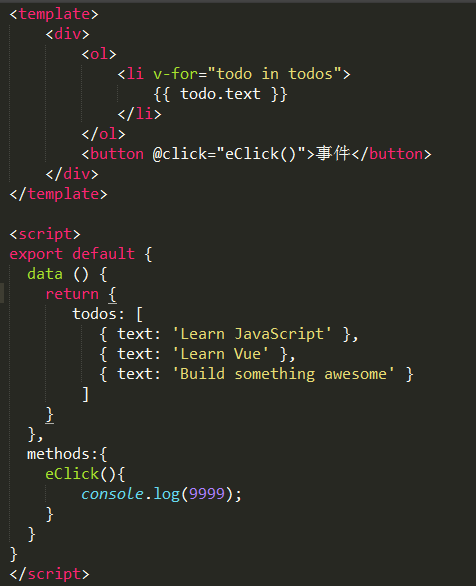 <template>
    <div>
        <ol>
            <li v-for="todo in todos">
                {{ todo.text }}
            </li>
        </ol>
        <button @click="eClick()">事件</button>
    </div>
</template>

<script>
export default {
  data () {
    return {
       todos: [
          { text: 'Learn JavaScript' },
          { text: 'Learn Vue' },
          { text: 'Build something awesome' }
        ]
    }
  },
  methods:{
    eClick(){
        console.log(9999);
    }
  }
}
</script>